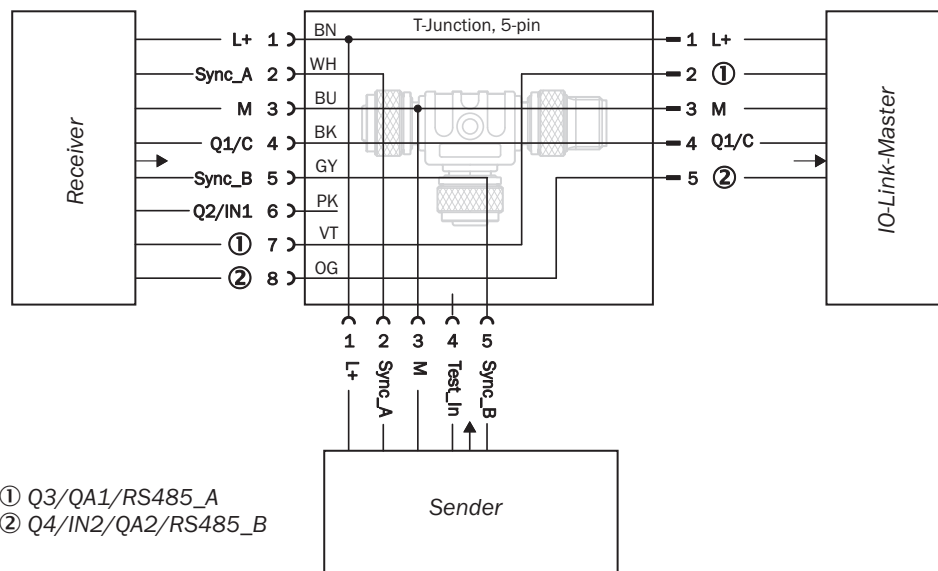 T-Junction, 5-pin
Receiver
L+ 1 BN
Sync_A 2 WH
M 3 BU
Q1/C 4 BK
Sync_B 5 GY
Q2/IN1 6 PK
① 7 VT
② 8 OG
1 L+
2 ①
3 M
4 Q1/C
5 ②
IO-Link-Master
1 L+
2 Sync_A
3 M
4 Test_In
5 Sync_B
Sender
① Q3/QA1/RS485_A
② Q4/IN2/QA2/RS485_B